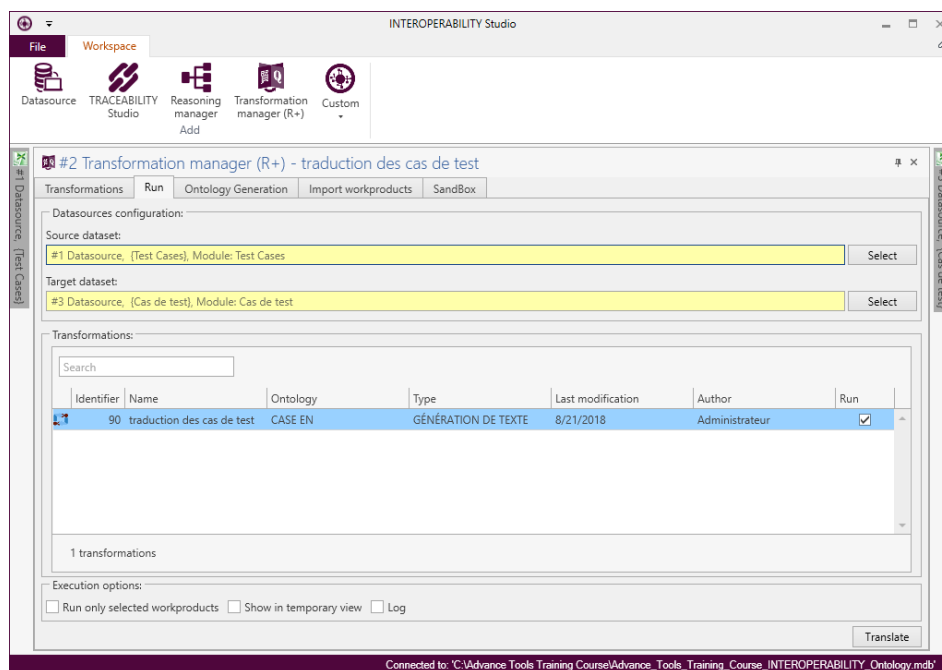 INTEROPERABILITY Studio
File
Workspace
Datasource
TRACEABILITY Studio
Reasoning manager
Transformation manager (R+)
Custom
Add
#1 Datasource, {Test Cases}
#2 Transformation manager (R+) - traduction des cas de test
Transformations
Run
Ontology Generation
Import workproducts
SandBox
Datasources configuration:
Source dataset:
#1 Datasource, {Test Cases}, Module: Test Cases
Select
Target dataset:
#3 Datasource, {Cas de test}, Module: Cas de test
Select
Transformations:
Search
Identifier Name Ontology Type Last modification Author Run
90 traduction des cas de test CASE EN GÉNÉRATION DE TEXTE 8/21/2018 Administrateur
1 transformations
Execution options:
Run only selected workproducts Show in temporary view Log
Translate
Connected to: 'C:\Advance Tools Training Course\Advance_Tools_Training_Course_INTEROPERABILITY_Ontology.mdb'